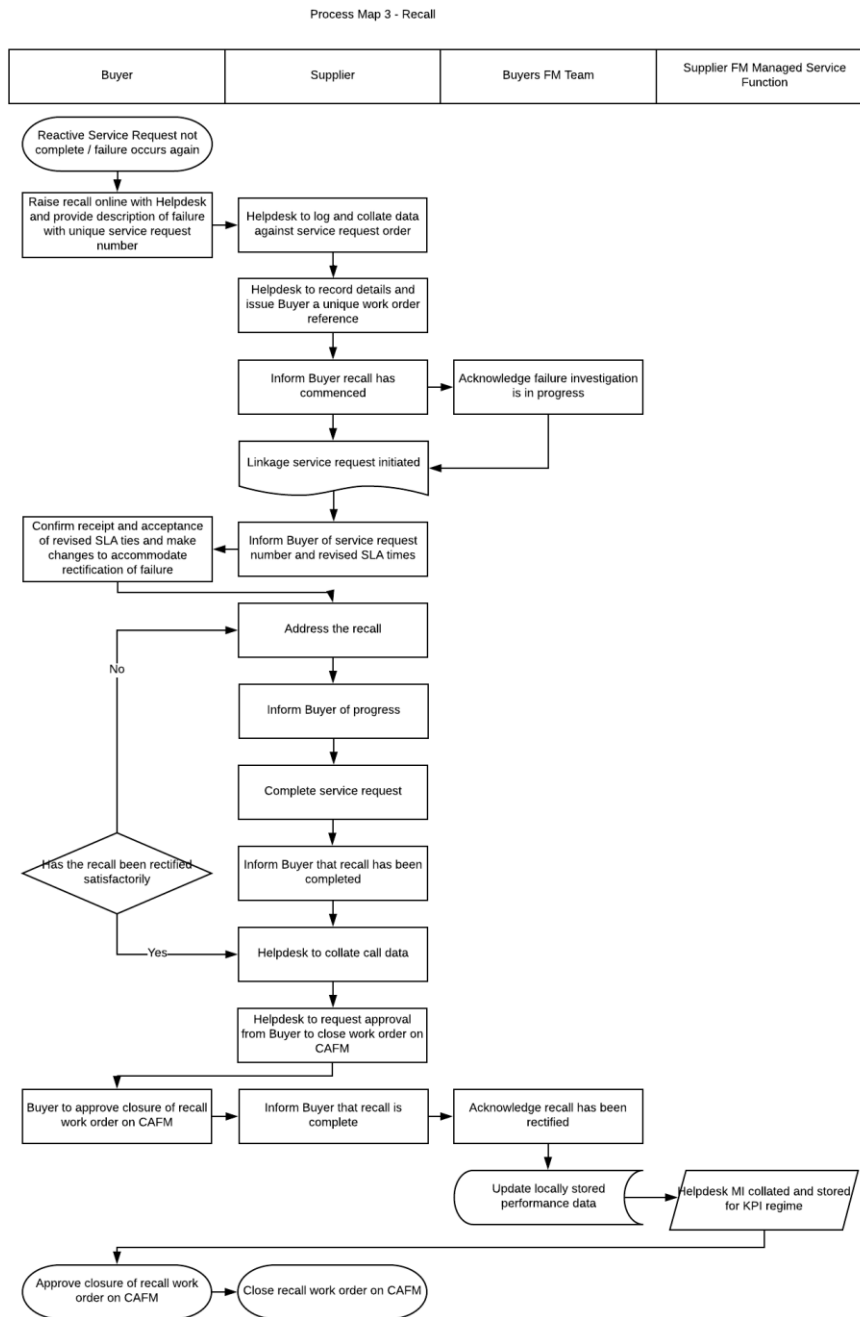 Process Map 3 - Recall
Buyer
Supplier
Buyers FM Team
Supplier FM Managed Service
Function
Reactive Service Request not
complete / failure occurs again
Raise recall online with Helpdesk
and provide description of failure
with unique service request
number
Helpdesk to log and collate data
against service request order
Helpdesk to record details and
issue Buyer a unique work order
reference
Inform Buyer recall has
commenced
Acknowledge failure investigation
is in progress
Linkage service request initiated
Confirm receipt and acceptance
of revised SLA ties and make
changes to accommodate
rectification of failure
Inform Buyer of service request
number and revised SLA times
Address the recall
No
Inform Buyer of progress
Complete service request
Has the recall been rectified
satisfactorily
Inform Buyer that recall has been
completed
Yes
Helpdesk to collate call data
Helpdesk to request approval
from Buyer to close work order on
CAFM
Buyer to approve closure of recall
work order on CAFM
Inform Buyer that recall is
complete
Acknowledge recall has been
rectified
Update locally stored
performance data
Helpdesk MI collated and stored
for KPI regime
Approve closure of recall work
order on CAFM
Close recall work order on CAFM